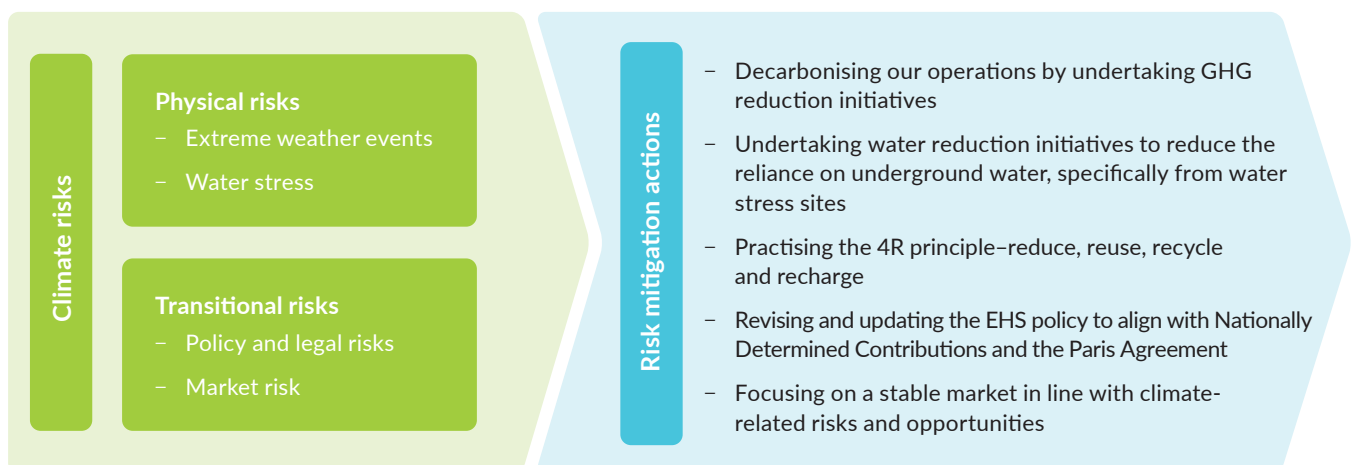 Climate risks
Physical risks
– Extreme weather events
– Water stress
Transitional risks
– Policy and legal risks
– Market risk
Risk mitigation actions
– Decarbonising our operations by undertaking GHG
reduction initiatives
– Undertaking water reduction initiatives to reduce the
reliance on underground water, specifically from water
stress sites
– Practising the 4R principle–reduce, reuse, recycle
and recharge
– Revising and updating the EHS policy to align with Nationally
Determined Contributions and the Paris Agreement
– Focusing on a stable market in line with climate-
related risks and opportunities